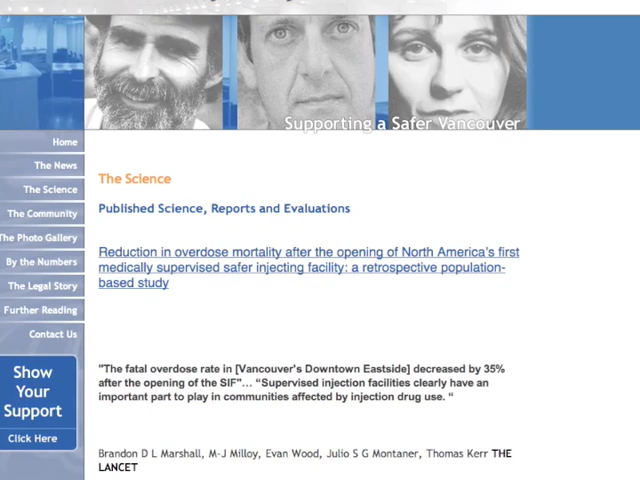 Supporting a Safer Vancouver
Home
The News
The Science
The Community
The Photo Gallery
By the Numbers
The Legal Story
Further Reading
Contact Us
Show
Your
Support
Click Here
The Science
Published Science, Reports and Evaluations
Reduction in overdose mortality after the opening of North America's first
medically supervised safer injecting facility: a retrospective population-
based study
"The fatal overdose rate in [Vancouver's Downtown Eastside] decreased by 35%
after the opening of the SIF"... “Supervised injection facilities clearly have an
important part to play in communities affected by injection drug use. “
Brandon D L Marshall, M-J Milloy, Evan Wood, Julio S G Montaner, Thomas Kerr THE
LANCET